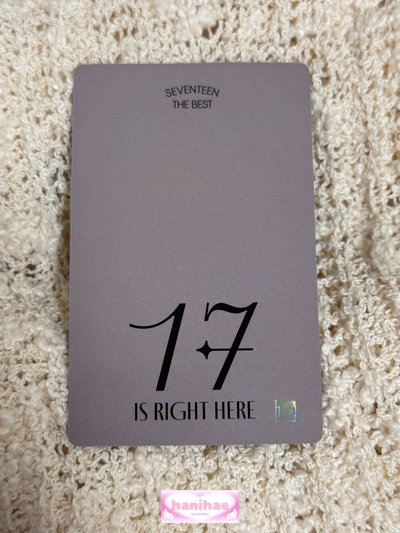 SEVENTEEN
THE BEST
17
IS RIGHT HERE
hanihae